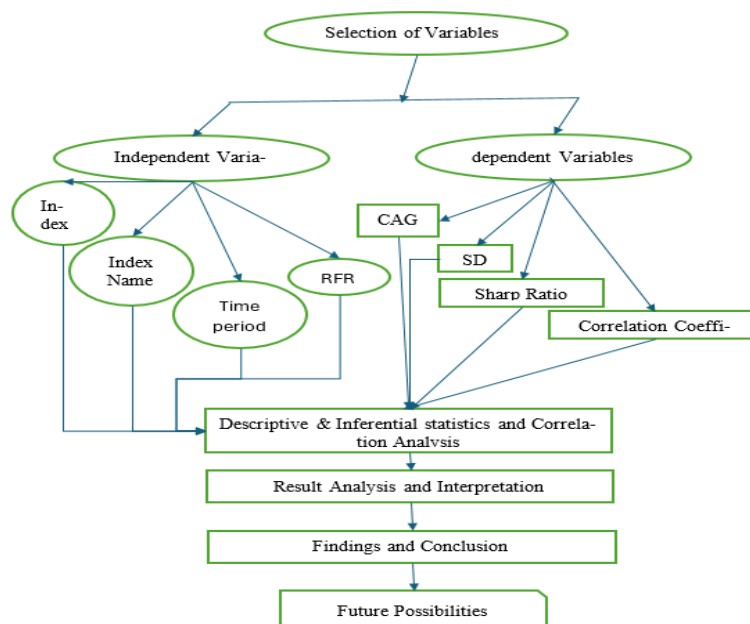 Selection of Variables
Independent Varia-
dependent Variables
In-
dex
Index
Name
Time
period
RFR
CAG
SD
Sharp Ratio
Correlation Coeffi-
Descriptive & Inferential statistics and Correla-
tion Analysis
Result Analysis and Interpretation
Findings and Conclusion
Future Possibilities